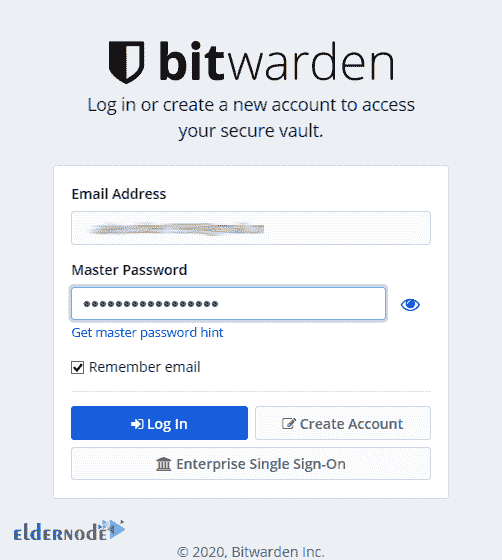 bitwarden
Log in or create a new account to access
your secure vault.
Email Address
Master Password
•••••••••••••••••
Get master password hint
Remember email
Log In
Create Account
Enterprise Single Sign-On
ELDERNODE
© 2020, Bitwarden Inc.